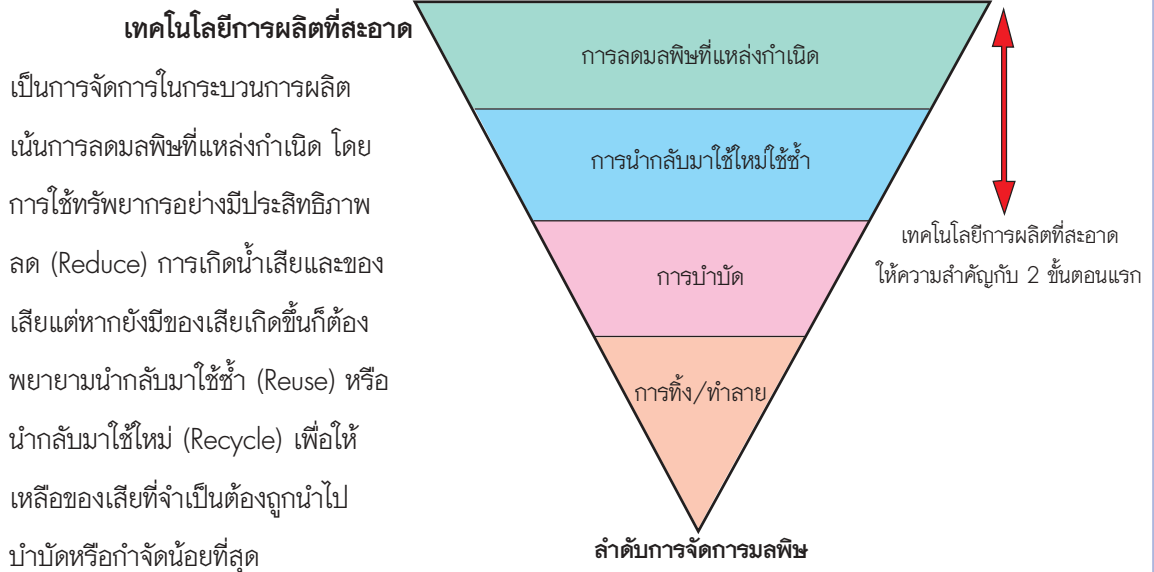 เทคโนโลยีการผลิตที่สะอาด
เป็นการจัดการในกระบวนการผลิต
เน้นการลดมลพิษที่แหล่งกำเนิด โดย
การใช้ทรัพยากรอย่างมีประสิทธิภาพ
ลด (Reduce) การเกิดน้ำเสียและของ
เสียแต่หากยังมีของเสียเกิดขึ้นก็ต้อง
พยายามนำกลับมาใช้ซ้ำ (Reuse) หรือ
นำกลับมาใช้ใหม่ (Recycle) เพื่อให้
เหลือของเสียที่จำเป็นต้องถูกนำไป
บำบัดหรือกำจัดน้อยที่สุด
การลดมลพิษที่แหล่งกำเนิด
การนำกลับมาใช้ใหม่ใช้ซ้ำ
การบำบัด
การทิ้ง/ทำลาย
ลำดับการจัดการมลพิษ
เทคโนโลยีการผลิตที่สะอาด
ให้ความสำคัญกับ 2 ขั้นตอนแรก